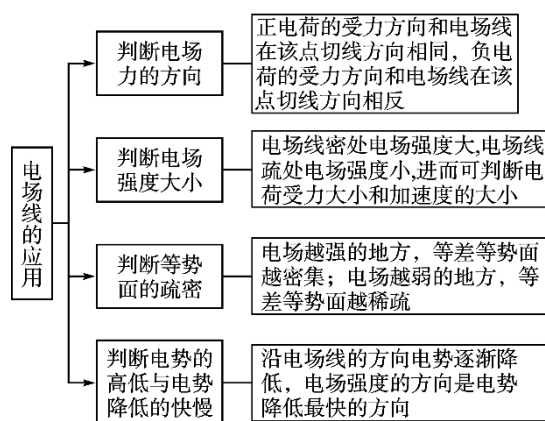 电场线的应用
判断电场
力的方向
正电荷的受力方向和电场线
在该点切线方向相同，负电
荷的受力方向和电场线在该
点切线方向相反
判断电场
强度大小
电场线密处电场强度大,电场线
疏处电场强度小,进而可判断电
荷受力大小和加速度的大小
判断等势
面的疏密
电场越强的地方，等差等势面
越密集；电场越弱的地方，等
差等势面越稀疏
判断电势的
高低与电势
降低的快慢
沿电场线的方向电势逐渐降
低，电场强度的方向是电势
降低最快的方向